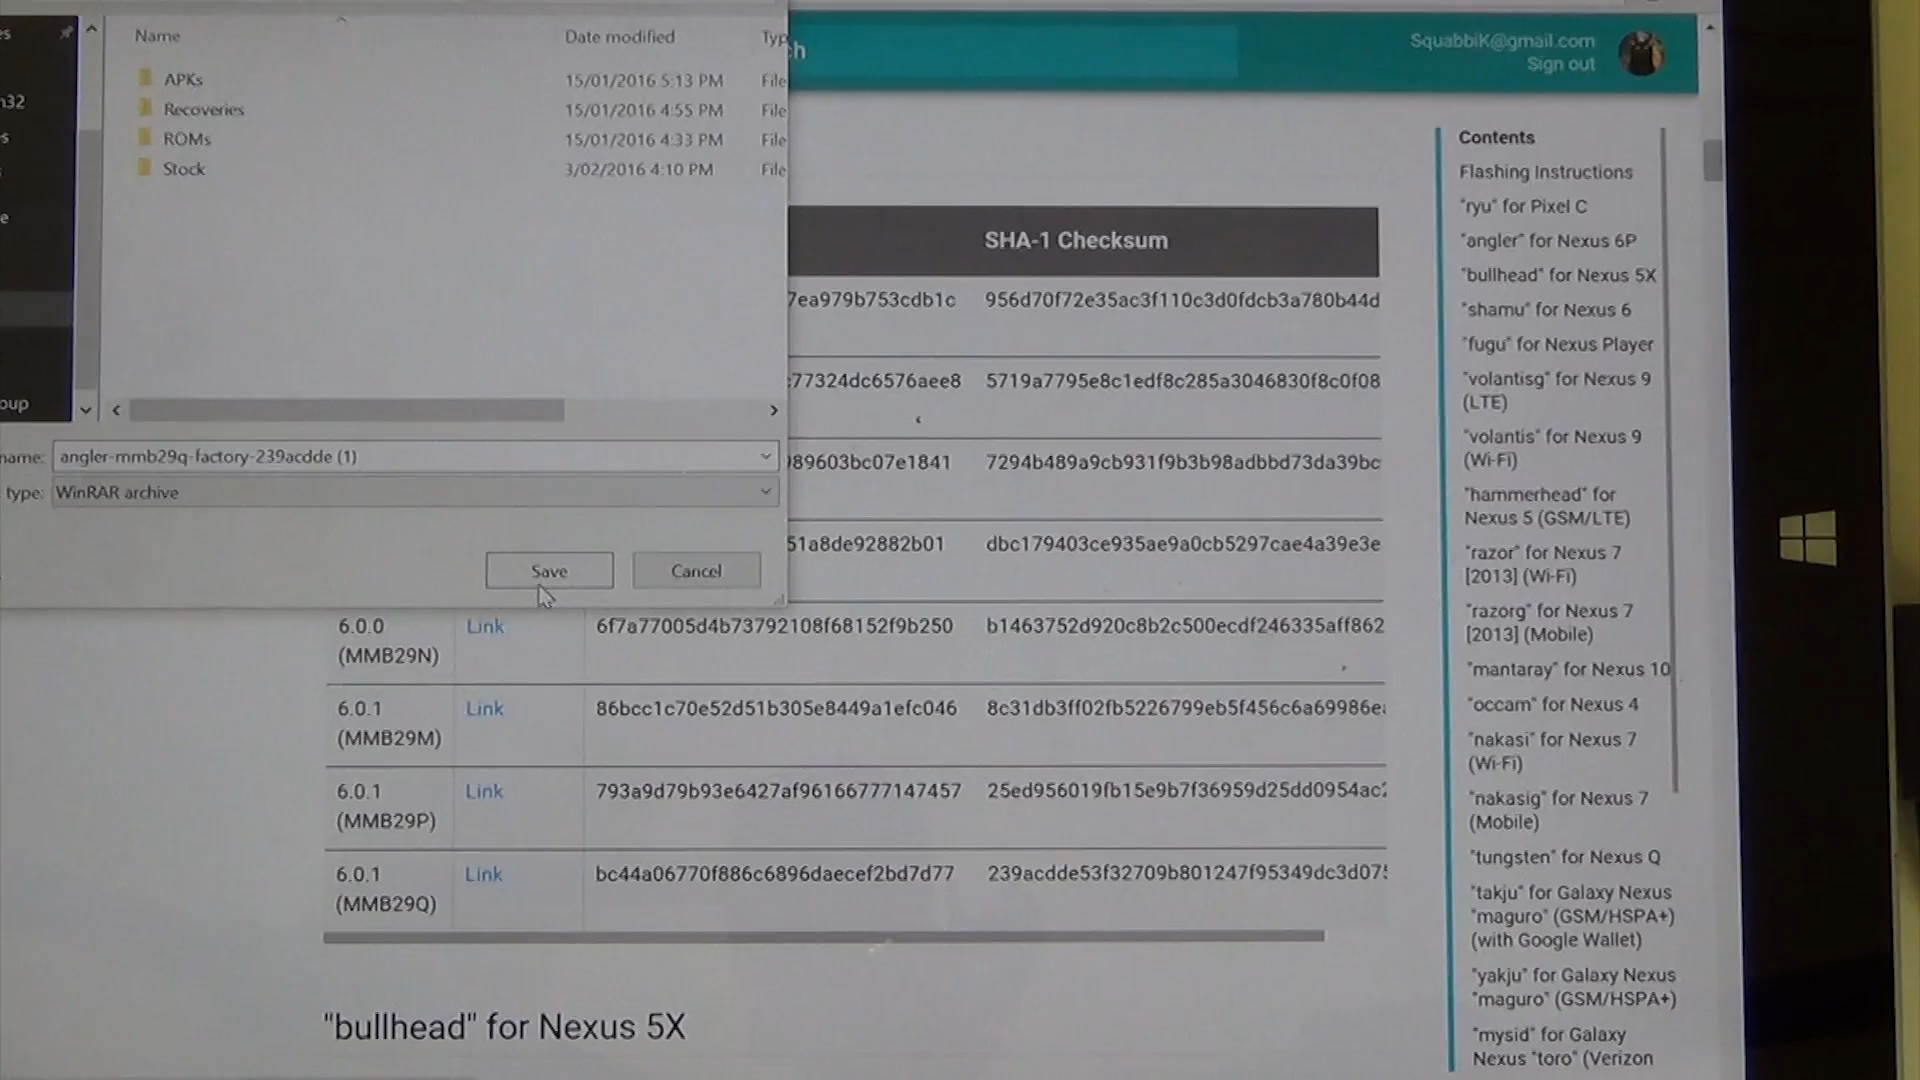 Name Date modified Typ
APKs 15/01/2016 5:13 PM File
Recoveries 15/01/2016 4:55 PM File
ROMs 15/01/2016 4:33 PM File
Stock 3/02/2016 4:10 PM File
n32
oup
name: angler-mmb29q-factory-239acdde (1)
type: WinRAR archive
Save Cancel
ch
SquabbiK@gmail.com
Sign out
SHA-1 Checksum
7ea979b753cdb1c 956d70f72e35ac3f110c3d0fdcb3a780b44d
c77324dc6576aee8 5719a7795e8c1edf8c285a3046830f8c0f08
989603bc07e1841 7294b489a9cb931f9b3b98adbbd73da39bc
51a8de92882b01 dbc179403ce935ae9a0cb5297cae4a39e3e
6.0.0 Link 6f7a77005d4b73792108f68152f9b250 b1463752d920c8b2c500ecdf246335aff862
(MMB29N)
6.0.1 Link 86bcc1c70e52d51b305e8449a1efc046 8c31db3ff02fb5226799eb5f456c6a69986ea
(MMB29M)
6.0.1 Link 793a9d79b93e6427af96166777147457 25ed956019fb15e9b7f36959d25dd0954ac2
(MMB29P)
6.0.1 Link bc44a06770f886c6896daecef2bd7d77 239acdde53f32709b801247f95349dc3d075
(MMB29Q)
"bullhead" for Nexus 5X
Contents
Flashing Instructions
"ryu" for Pixel C
"angler" for Nexus 6P
"bullhead" for Nexus 5X
"shamu" for Nexus 6
"fugu" for Nexus Player
"volantisg" for Nexus 9
(LTE)
"volantis" for Nexus 9
(Wi-Fi)
"hammerhead" for
Nexus 5 (GSM/LTE)
"razor" for Nexus 7
[2013] (Wi-Fi)
"razorg" for Nexus 7
[2013] (Mobile)
"mantaray" for Nexus 10
"occam" for Nexus 4
"nakasi" for Nexus 7
(Wi-Fi)
"nakasig" for Nexus 7
(Mobile)
"tungsten" for Nexus Q
"takju" for Galaxy Nexus
"maguro" (GSM/HSPA+)
(with Google Wallet)
"yakju" for Galaxy Nexus
"maguro" (GSM/HSPA+)
"mysid" for Galaxy
Nexus "toro" (Verizon